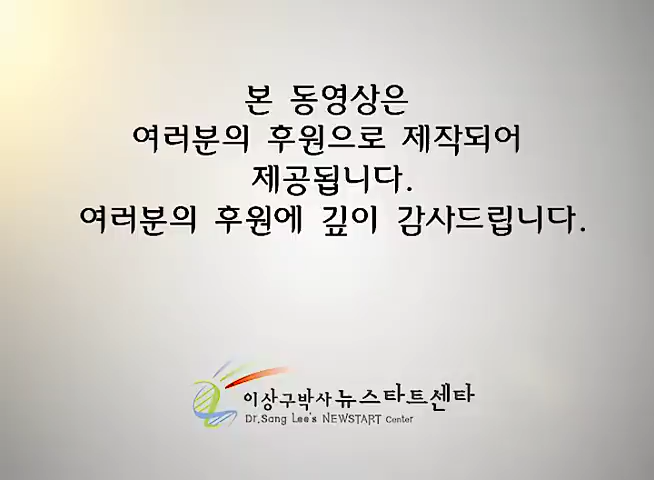 본 동영상은
여러분의 후원으로 제작되어
제공됩니다.
여러분의 후원에 깊이 감사드립니다.
이상구박사 뉴스타트센타
Dr.Sang Lee's NEWSTART Center